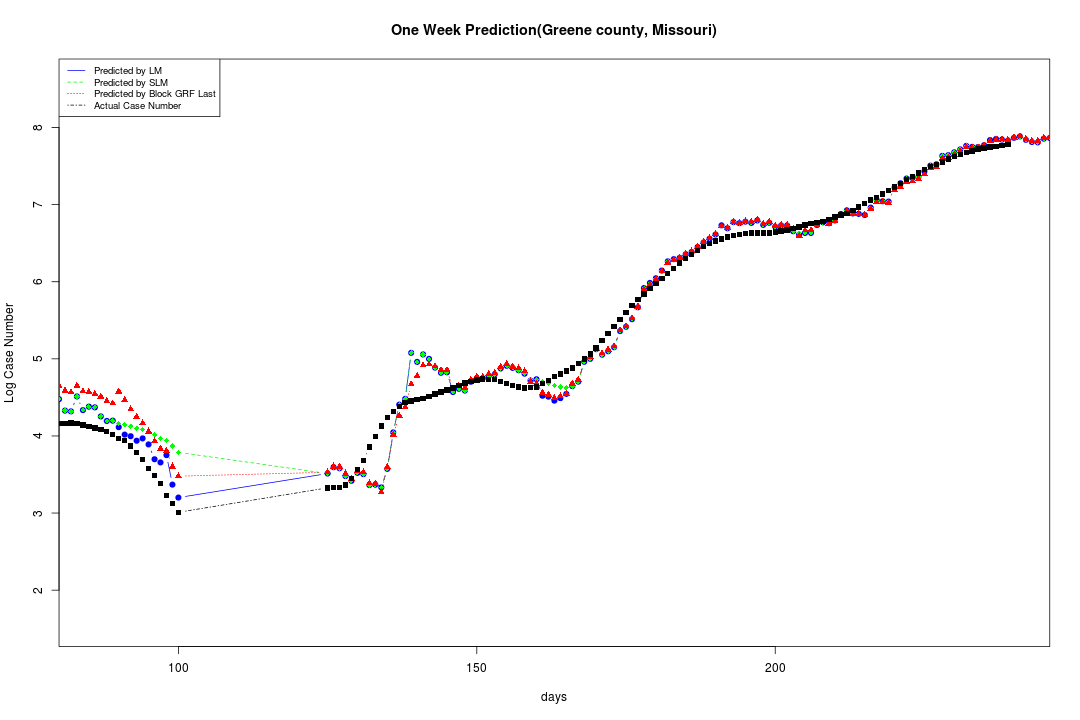 One Week Prediction(Greene county, Missouri)
Predicted by LM
Predicted by SLM
Predicted by Block GRF Last
Actual Case Number
Log Case Number
8
7
6
5
4
3
2
100 150 200
days